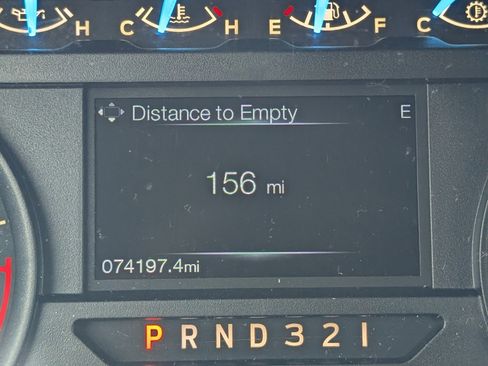 H C H E F C
Distance to Empty E
156 mi
074197.4mi
P R N D 3 2 1